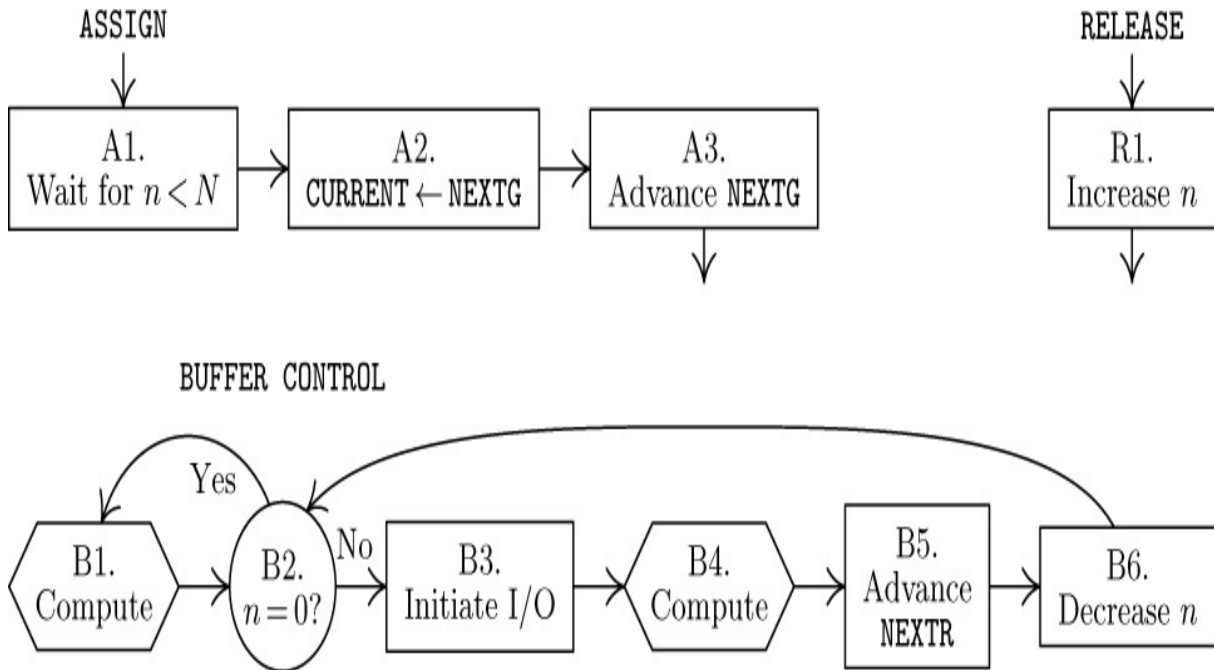 ASSIGN
RELEASE
A1.
Wait for n < N
A2.
CURRENT ← NEXTG
A3.
Advance NEXTG
R1.
Increase n
BUFFER CONTROL
Yes
No
B1.
Compute
B2.
n = 0?
B3.
Initiate I/O
B4.
Compute
B5.
Advance
NEXTR
B6.
Decrease n